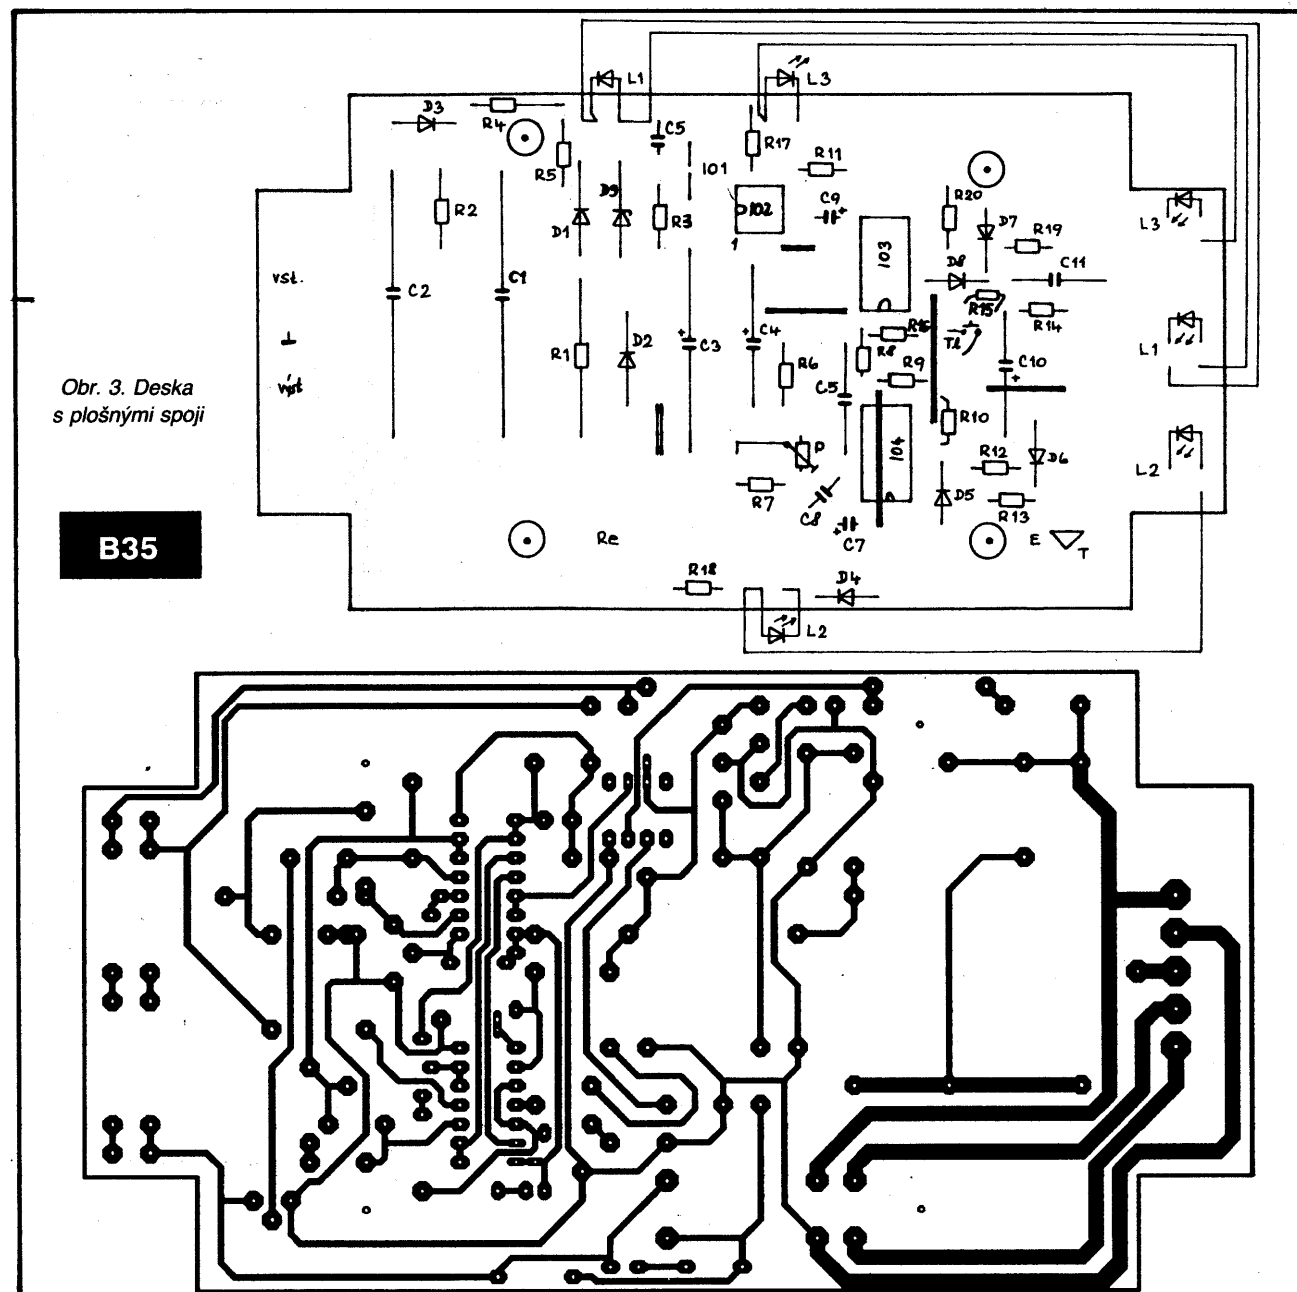 L1
L3
D3
R4
C5
R17
R11
R5
IO1
D9
R2
D1
R3
IO2
1
C9
+
R20
D7
R19
L3
IO3
D8
C11
vst.
C2
C1
R15
R14
R16
Tl
+
C3
+
C4
R8
R1
D2
R6
R9
C10
+
L1
výst
C5
Obr. 3. Deska
s plošnými spoji
R10
P
IO4
R12
D6
L2
R7
D5
R13
C8
B35
+
C7
Re
E
T
R18
D4
L2